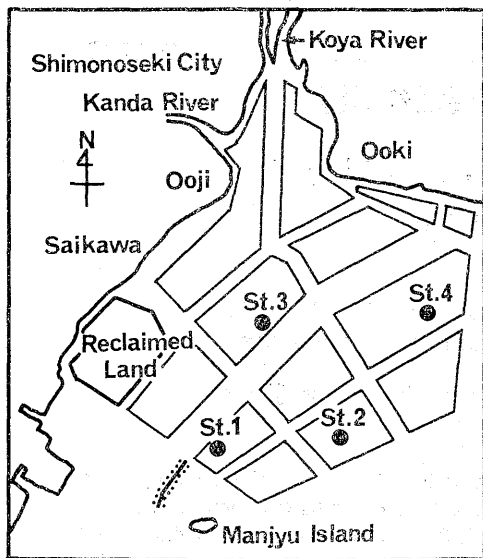 Koya River
Shimonoseki City
Kanda River
N
Ooki
Ooji
Saikawa
St.3
St.4
Reclaimed
Land
St.1
St.2
Manjyu Island